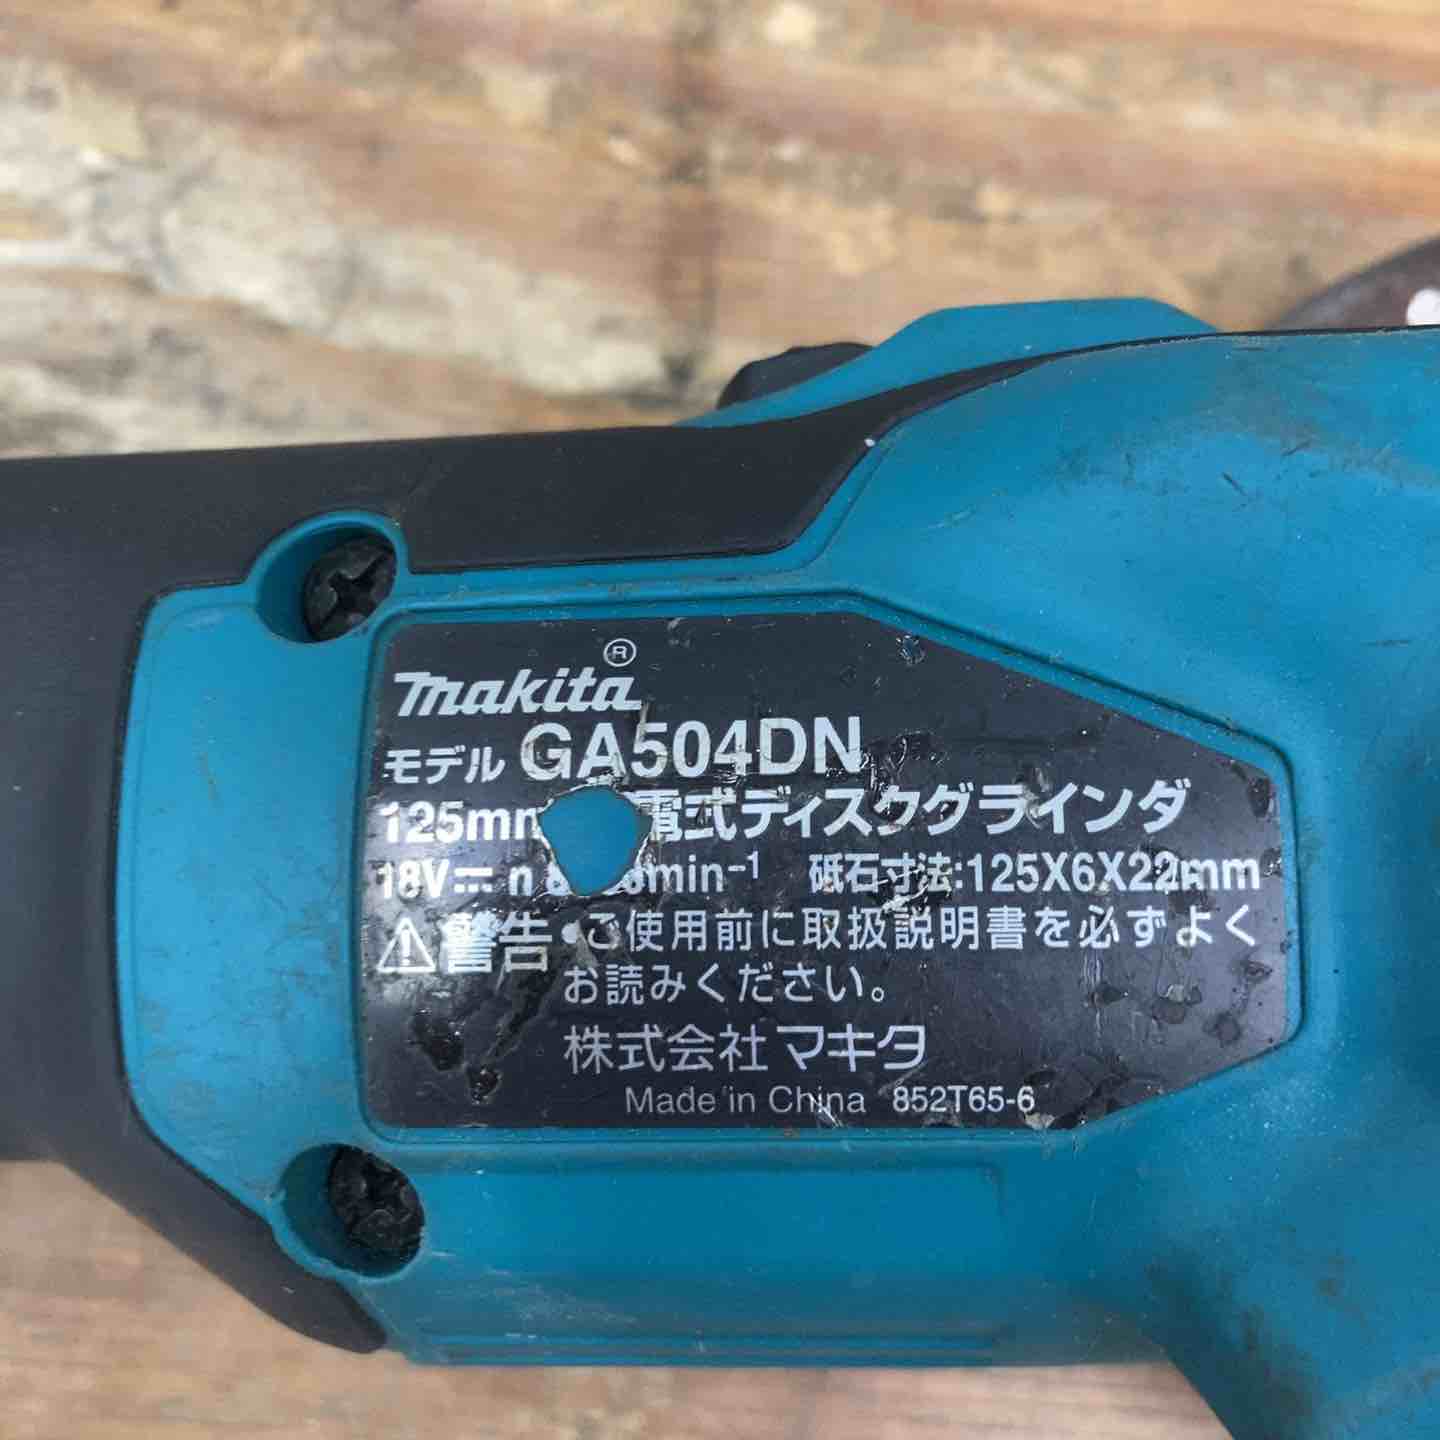 makita®
モデル GA504DN
125mm 電式ディスクグラインダ
18V⎓ n min⁻¹ 砥石寸法:125X6X22mm
⚠警告・ご使用前に取扱説明書を必ずよく
お読みください。
株式会社マキタ
Made in China 852T65-6